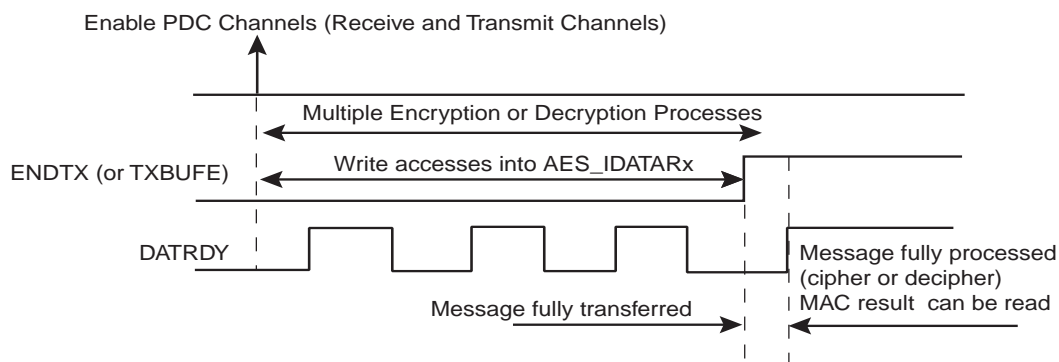 Enable PDC Channels (Receive and Transmit Channels)
Multiple Encryption or Decryption Processes
Write accesses into AES_IDATARx
ENDTX (or TXBUFE)
DATRDY
Message fully processed
(cipher or decipher)
MAC result can be read
Message fully transferred